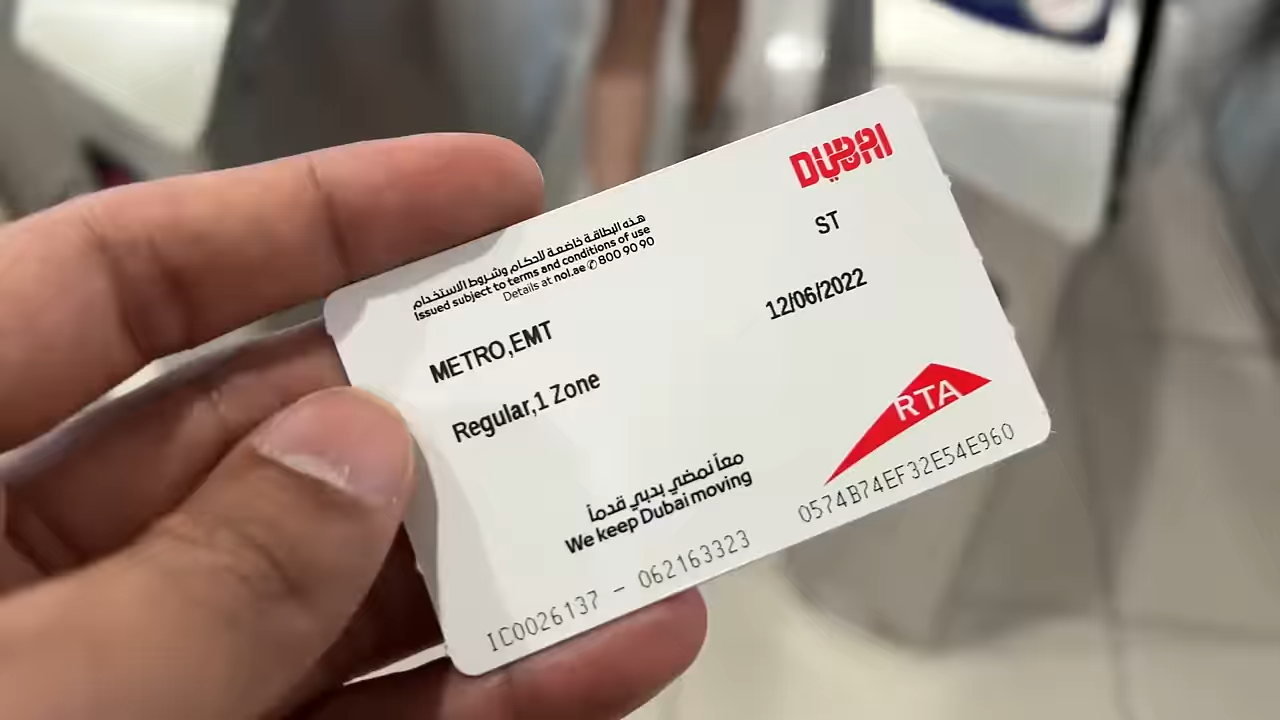 DUBAI
ST
12/06/2022
هذه البطاقة خاضعة للحكام وشروط الاستخدام
Issued subject to terms and conditions of use
Details at nol.ae ✆ 800 90 90
METRO,EMT
Regular,1 Zone
RTA
معاً نمضي بدبي قدماً
We keep Dubai moving
IC0026137 - 062163323
0574B74EF32E54E960